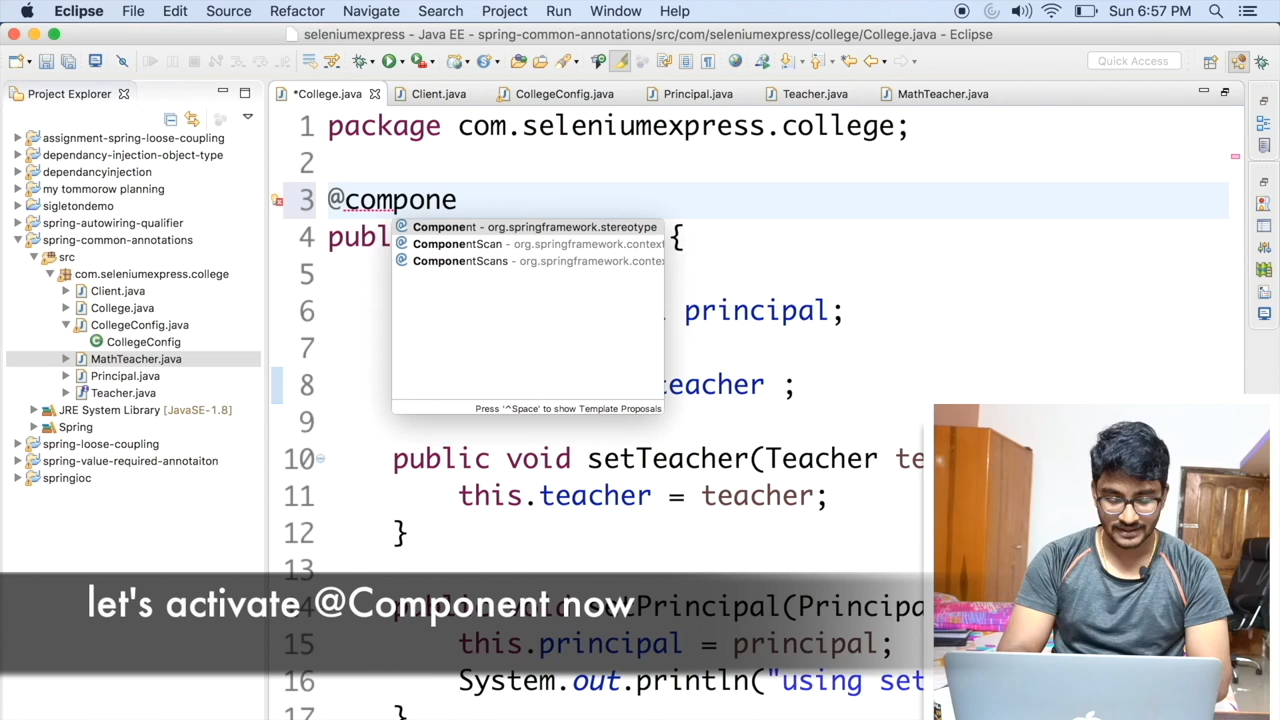 Eclipse File Edit Source Refactor Navigate Search Project Run Window Help Sun 6:57 PM
seleniumexpress - Java EE - spring-common-annotations/src/com/seleniumexpress/college/College.java - Eclipse
Quick Access
Project Explorer
*College.java Client.java CollegeConfig.java Principal.java Teacher.java MathTeacher.java
assignment-spring-loose-coupling
dependancy-injection-object-type
dependancyinjection
my tommorow planning
sigletondemo
spring-autowiring-qualifier
spring-common-annotations
src
com.seleniumexpress.college
Client.java
College.java
CollegeConfig.java
CollegeConfig
MathTeacher.java
Principal.java
Teacher.java
JRE System Library [JavaSE-1.8]
Spring
spring-loose-coupling
spring-value-required-annotaiton
springioc
1 package com.seleniumexpress.college;
2
3 @compone
4 publ {
5
6 principal;
7
8 teacher ;
9
10 public void setTeacher(Teacher te
11 this.teacher = teacher;
12 }
13
15 this.principal = principal;
16 System.out.println("using set
17 }
Component - org.springframework.stereotype
ComponentScan - org.springframework.context
ComponentScans - org.springframework.contex
Press '^Space' to show Template Proposals
let's activate @Component now